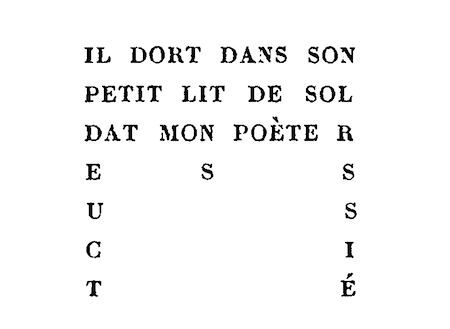 IL DORT DANS SON
PETIT LIT DE SOL
DAT MON POÈTE R
E S S
U S
C I
T É